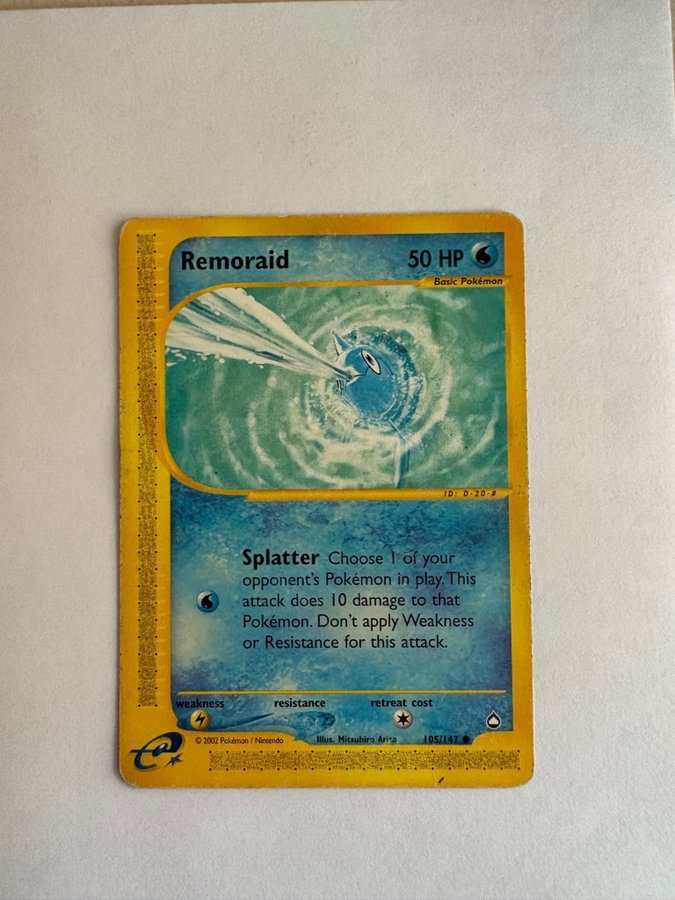 Remoraid 50 HP
Basic Pokémon
ID: D-20-#
Splatter Choose 1 of your
opponent's Pokémon in play. This
attack does 10 damage to that
Pokémon. Don't apply Weakness
or Resistance for this attack.
weakness resistance retreat cost
© 2002 Pokémon / Nintendo Illus. Mitsuhiro Arita 105/147
e